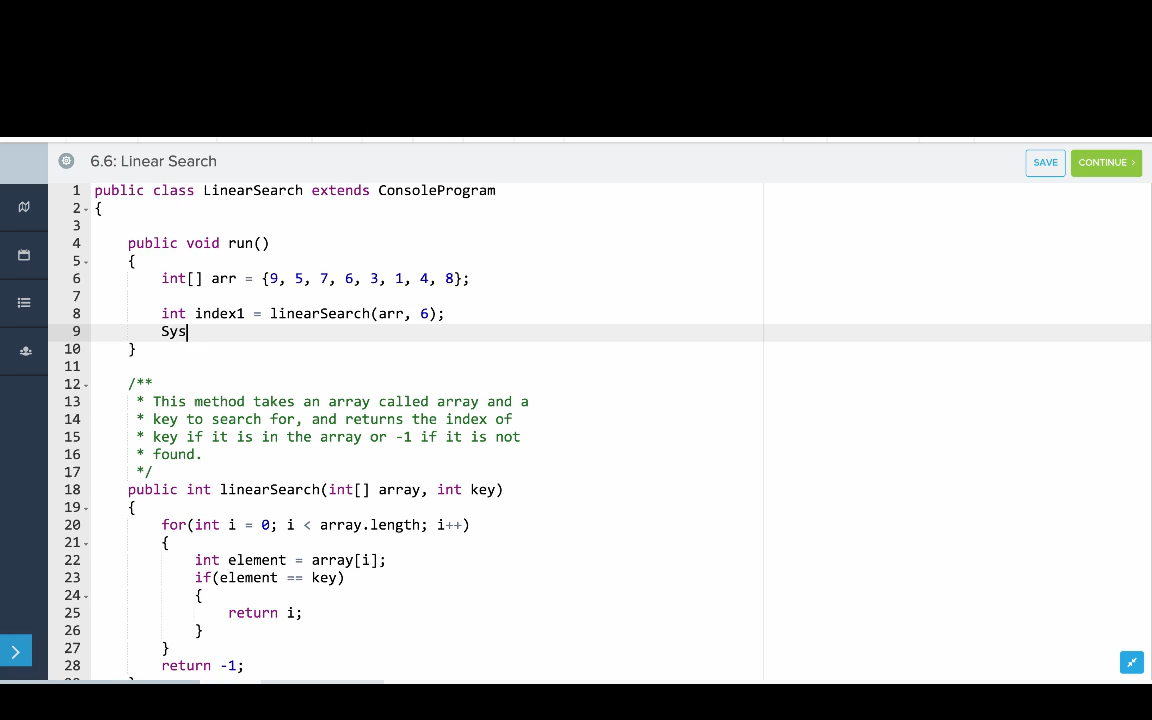 6.6: Linear Search
SAVE
CONTINUE >
1 public class LinearSearch extends ConsoleProgram
2 {
3
4 public void run()
5 {
6 int[] arr = {9, 5, 7, 6, 3, 1, 4, 8};
7
8 int index1 = linearSearch(arr, 6);
9 Sys
10 }
11
12 /**
13 * This method takes an array called array and a
14 * key to search for, and returns the index of
15 * key if it is in the array or -1 if it is not
16 * found.
17 */
18 public int linearSearch(int[] array, int key)
19 {
20 for(int i = 0; i < array.length; i++)
21 {
22 int element = array[i];
23 if(element == key)
24 {
25 return i;
26 }
27 }
28 return -1;